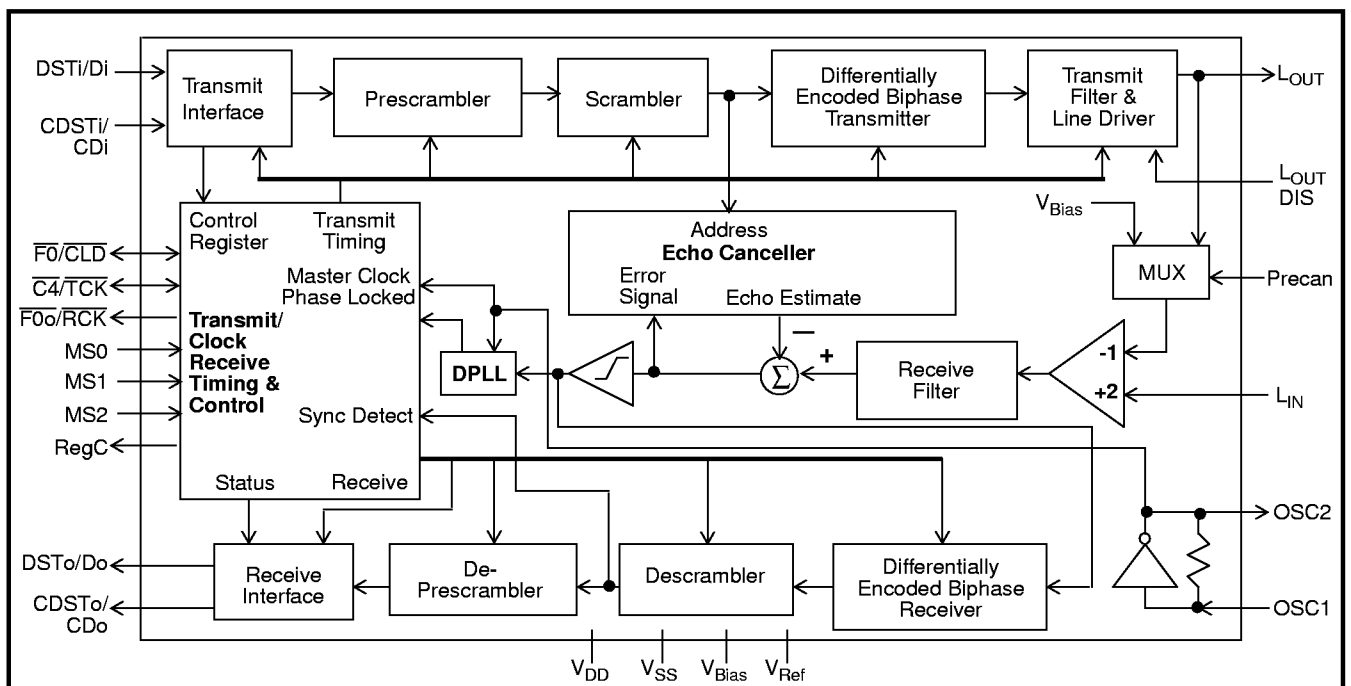 DSTi/Di
CDSTi/
CDi
Transmit
Interface
Prescrambler
Scrambler
Differentially
Encoded Biphase
Transmitter
Transmit
Filter &
Line Driver
LOUT
LOUT
DIS
VBias
MUX
Precan
Control
Register
Transmit
Timing
Address
Echo Canceller
Error
Signal
Echo Estimate
F0/CLD
C4/TCK
F0o/RCK
MS0
MS1
MS2
RegC
Master Clock
Phase Locked
Transmit/
Clock
Receive
Timing &
Control
Sync Detect
Status
Receive
DPLL
—
+
Σ
Receive
Filter
-1
+2
LIN
OSC2
OSC1
DSTo/Do
CDSTo/
CDo
Receive
Interface
De-
Prescrambler
Descrambler
Differentially
Encoded Biphase
Receiver
VDD
VSS
VBias
VRef